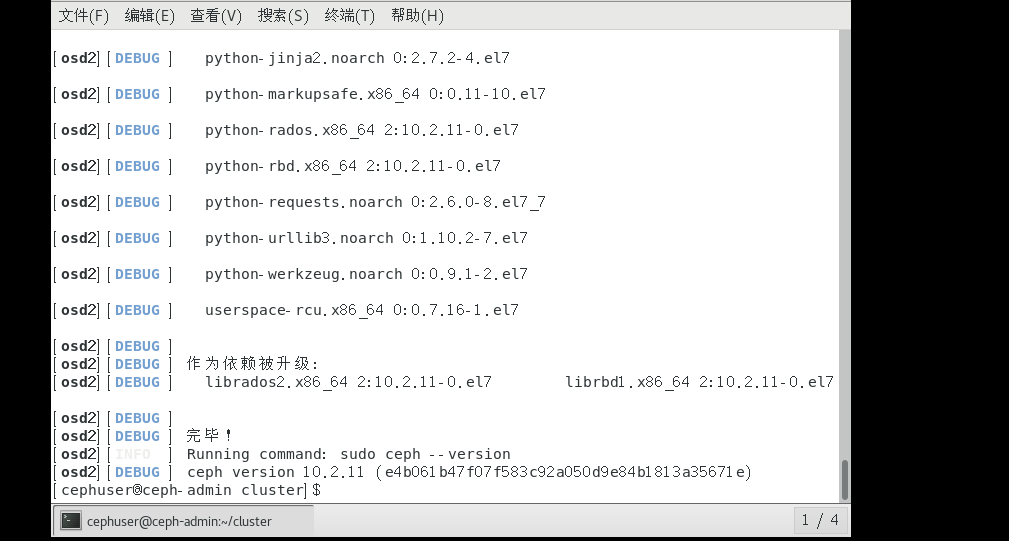 文件(F) 编辑(E) 查看(V) 搜索(S) 终端(T) 帮助(H)
[osd2][DEBUG ]   python-jinja2.noarch 0:2.7.2-4.el7
[osd2][DEBUG ]   python-markupsafe.x86_64 0:0.11-10.el7
[osd2][DEBUG ]   python-rados.x86_64 2:10.2.11-0.el7
[osd2][DEBUG ]   python-rbd.x86_64 2:10.2.11-0.el7
[osd2][DEBUG ]   python-requests.noarch 0:2.6.0-8.el7_7
[osd2][DEBUG ]   python-urllib3.noarch 0:1.10.2-7.el7
[osd2][DEBUG ]   python-werkzeug.noarch 0:0.9.1-2.el7
[osd2][DEBUG ]   userspace-rcu.x86_64 0:0.7.16-1.el7
[osd2][DEBUG ]
[osd2][DEBUG ] 作为依赖被升级:
[osd2][DEBUG ]   librados2.x86_64 2:10.2.11-0.el7        librbd1.x86_64 2:10.2.11-0.el7
[osd2][DEBUG ]
[osd2][DEBUG ] 完毕！
[osd2][INFO  ] Running command: sudo ceph --version
[osd2][DEBUG ] ceph version 10.2.11 (e4b061b47f07f583c92a050d9e84b1813a35671e)
[cephuser@ceph-admin cluster]$
cephuser@ceph-admin:~/cluster
1 / 4